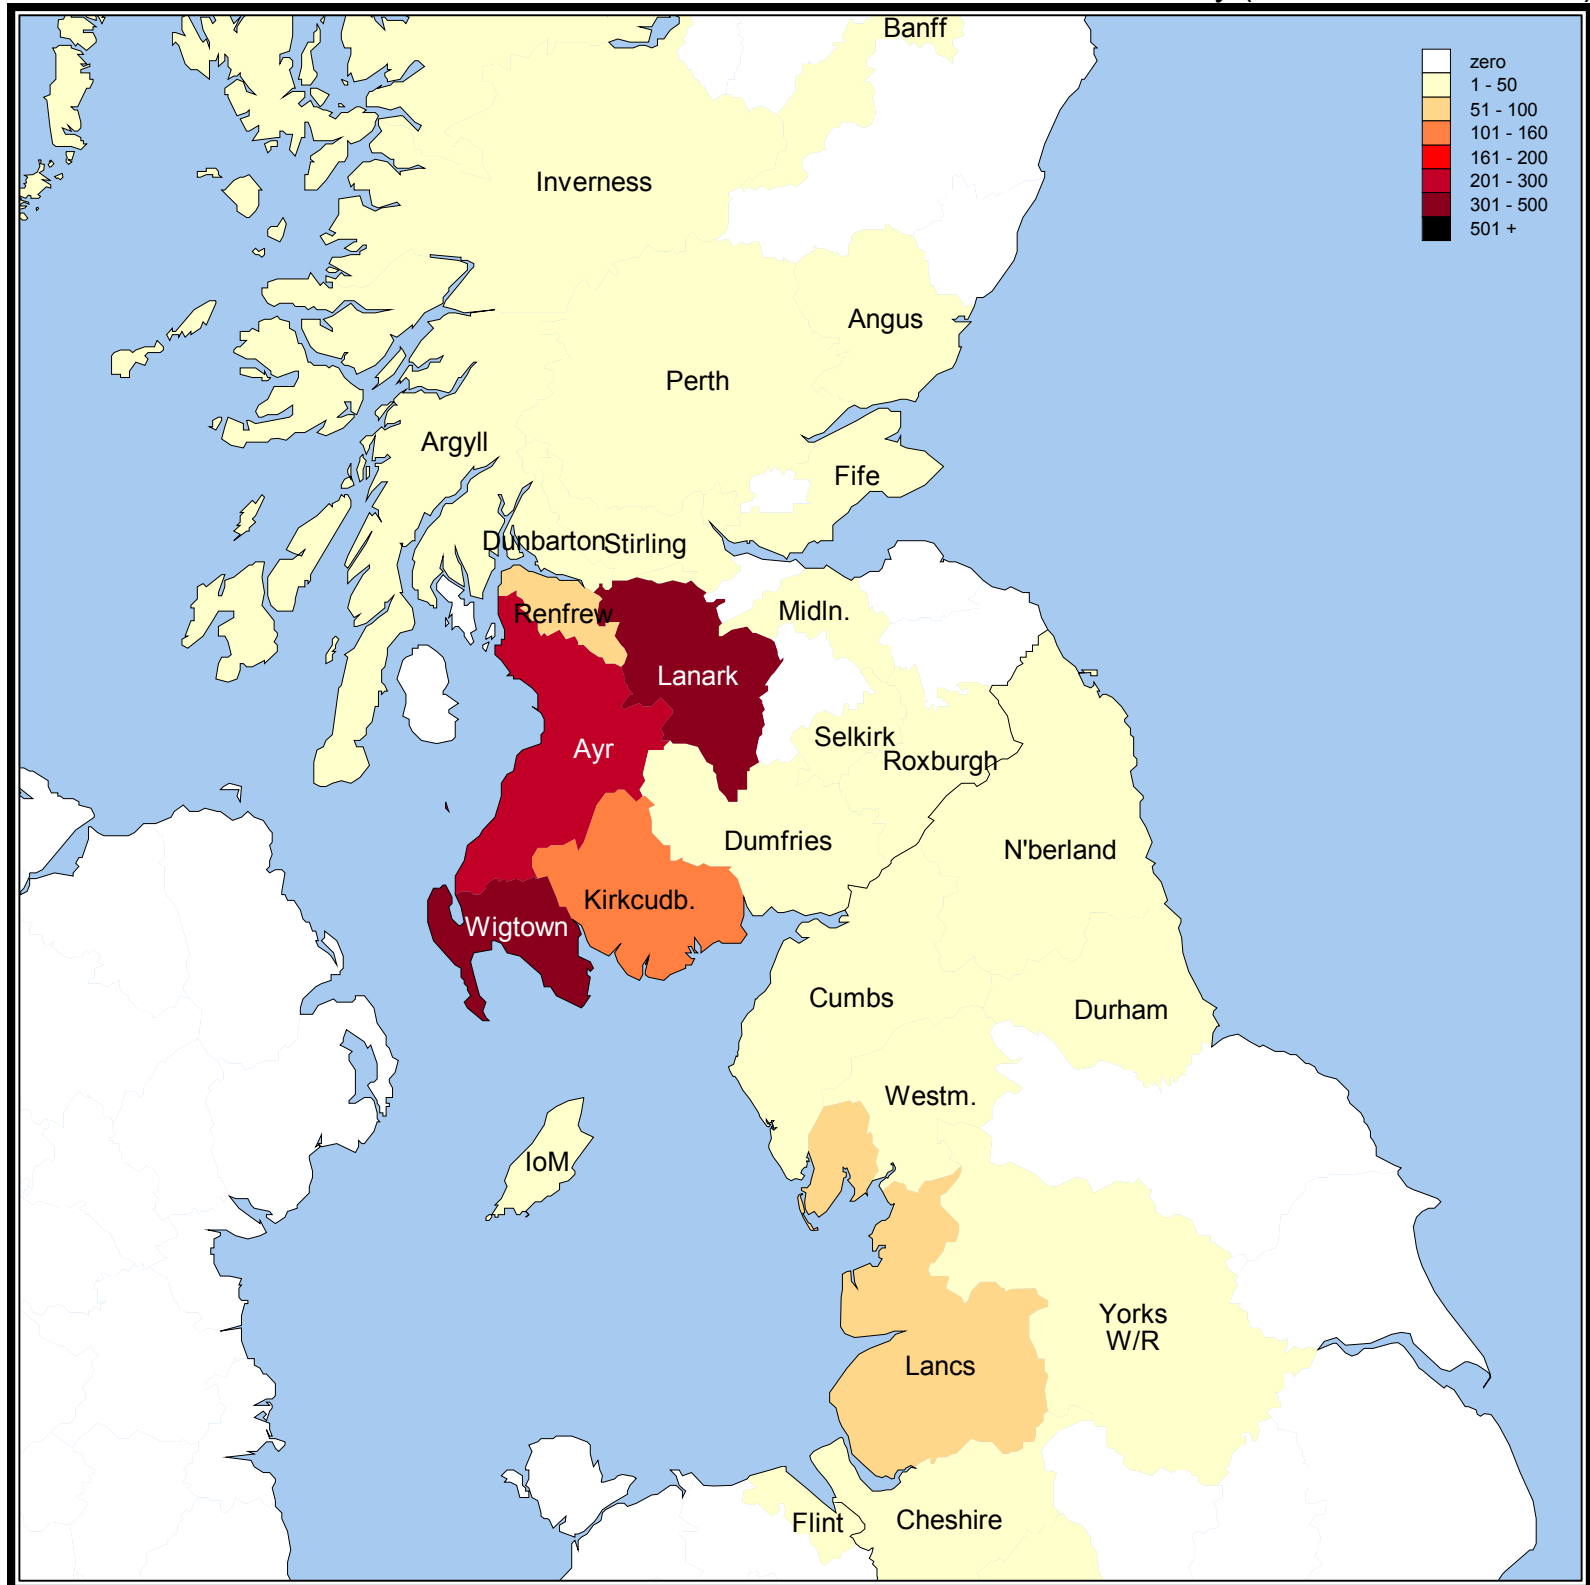 Banff
zero
1 - 50
51 - 100
101 - 160
161 - 200
201 - 300
301 - 500
501 +
Inverness
Angus
Perth
Argyll
Fife
Dunbarton
Stirling
Renfrew
Midln.
Lanark
Selkirk
Ayr
Roxburgh
Dumfries
N'berland
Kirkcudb.
Wigtown
Cumbs
Durham
Westm.
IoM
Yorks
W/R
Lancs
Flint
Cheshire